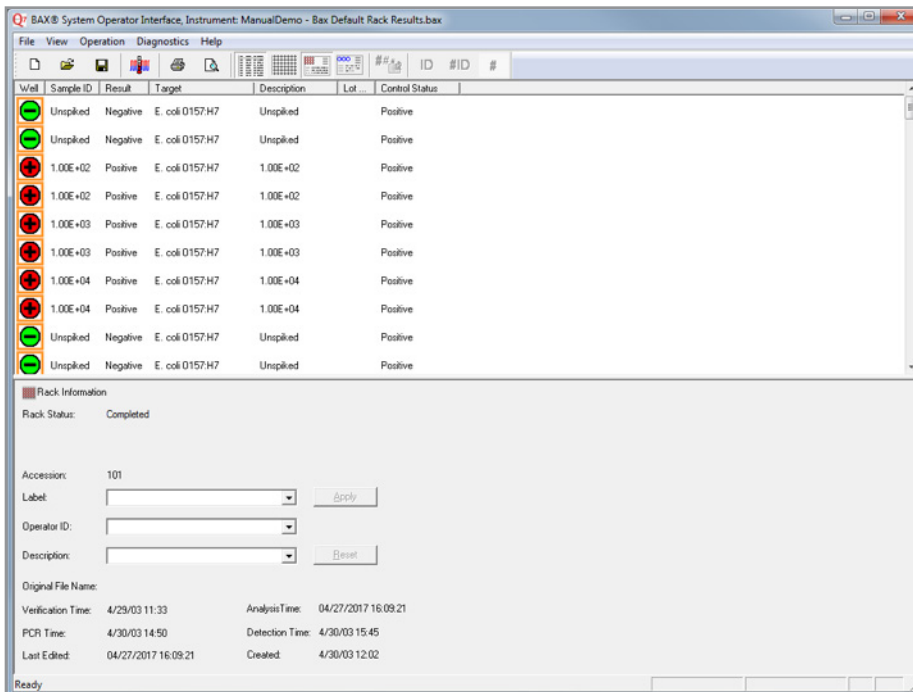 BAX® System Operator Interface, Instrument: ManualDemo - Bax Default Rack Results.bax
File View Operation Diagnostics Help
ID #ID #
Well Sample ID Result Target Description Lot ... Control Status
Unspiked Negative E. coli O157:H7 Unspiked Positive
Unspiked Negative E. coli O157:H7 Unspiked Positive
1.00E+02 Positive E. coli O157:H7 1.00E+02 Positive
1.00E+02 Positive E. coli O157:H7 1.00E+02 Positive
1.00E+03 Positive E. coli O157:H7 1.00E+03 Positive
1.00E+03 Positive E. coli O157:H7 1.00E+03 Positive
1.00E+04 Positive E. coli O157:H7 1.00E+04 Positive
1.00E+04 Positive E. coli O157:H7 1.00E+04 Positive
Unspiked Negative E. coli O157:H7 Unspiked Positive
Unspiked Negative E. coli O157:H7 Unspiked Positive
Rack Information
Rack Status: Completed
Accession: 101
Label: Apply
Operator ID:
Description: Reset
Original File Name:
Verification Time: 4/29/03 11:33 AnalysisTime: 04/27/2017 16:09:21
PCR Time: 4/30/03 14:50 Detection Time: 4/30/03 15:45
Last Edited: 04/27/2017 16:09:21 Created: 4/30/03 12:02
Ready